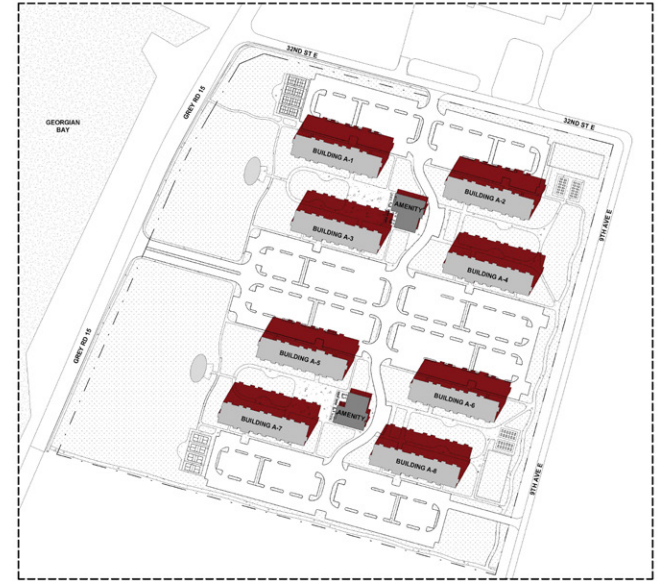 32ND ST E
GREY RD 15
GEORGIAN
BAY
32ND ST E
BUILDING A-1
BUILDING A-2
AMENITY
BUILDING A-3
9TH AVE E
BUILDING A-4
GREY RD 15
BUILDING A-5
BUILDING A-6
AMENITY
BUILDING A-7
BUILDING A-8
9TH AVE E